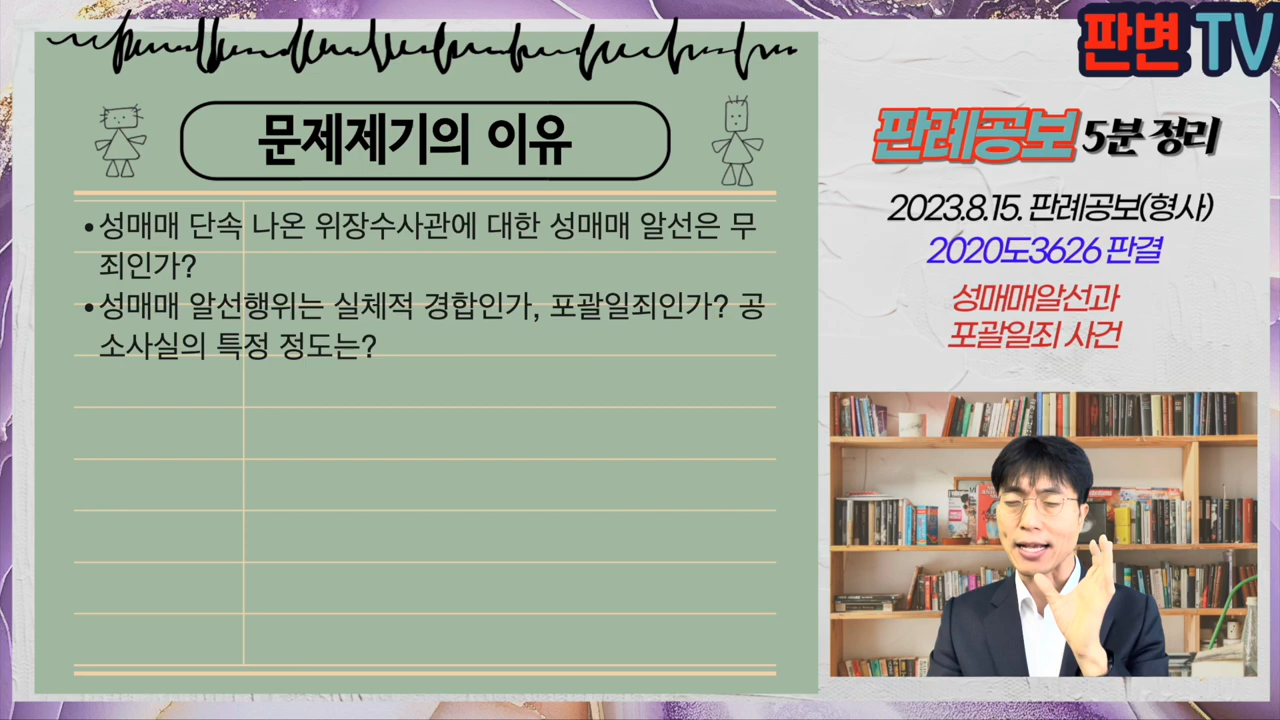 판변 TV
문제제기의 이유
•성매매 단속 나온 위장수사관에 대한 성매매 알선은 무
죄인가?
•성매매 알선행위는 실체적 경합인가, 포괄일죄인가? 공
소사실의 특정 정도는?
판례공보 5분 정리
2023.8.15. 판례공보(형사)
2020도3626 판결
성매매알선과
포괄일죄 사건